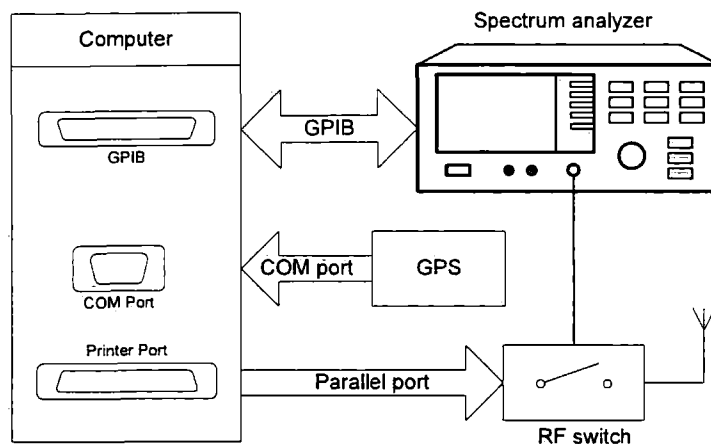 Spectrum analyzer
Computer
GPIB
GPIB
COM port
GPS
COM Port
Printer Port
Parallel port
RF switch